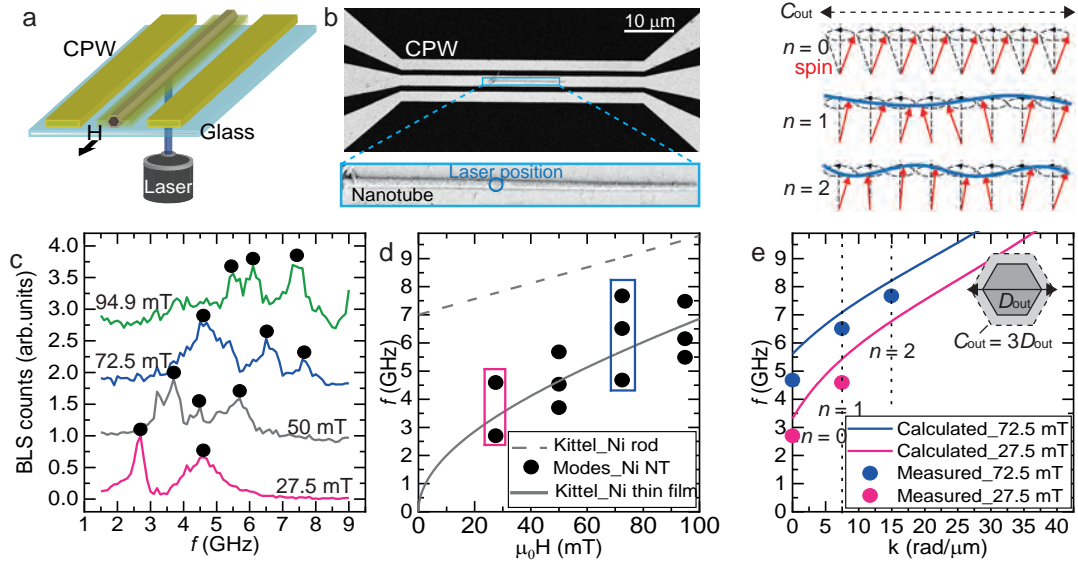 a
CPW
H
Glass
Laser
b
10 μm
CPW
Laser position
Nanotube
Cout
n = 0
spin
n = 1
n = 2
c
BLS counts (arb.units)
4.0
3.5
3.0
2.5
2.0
1.5
1.0
0.5
0.0
94.9 mT
72.5 mT
50 mT
27.5 mT
1 2 3 4 5 6 7 8 9
f (GHz)
d
f (GHz)
9
8
7
6
5
4
3
2
1
0
Kittel_Ni rod
Modes_Ni NT
Kittel_Ni thin film
0 20 40 60 80 100
μ0H (mT)
e
f (GHz)
9
8
7
6
5
4
3
2
1
0
Dout
Cout = 3Dout
n = 2
n = 1
n = 0
Calculated_72.5 mT
Calculated_27.5 mT
Measured_72.5 mT
Measured_27.5 mT
0 5 10 15 20 25 30 35 40
k (rad/μm)